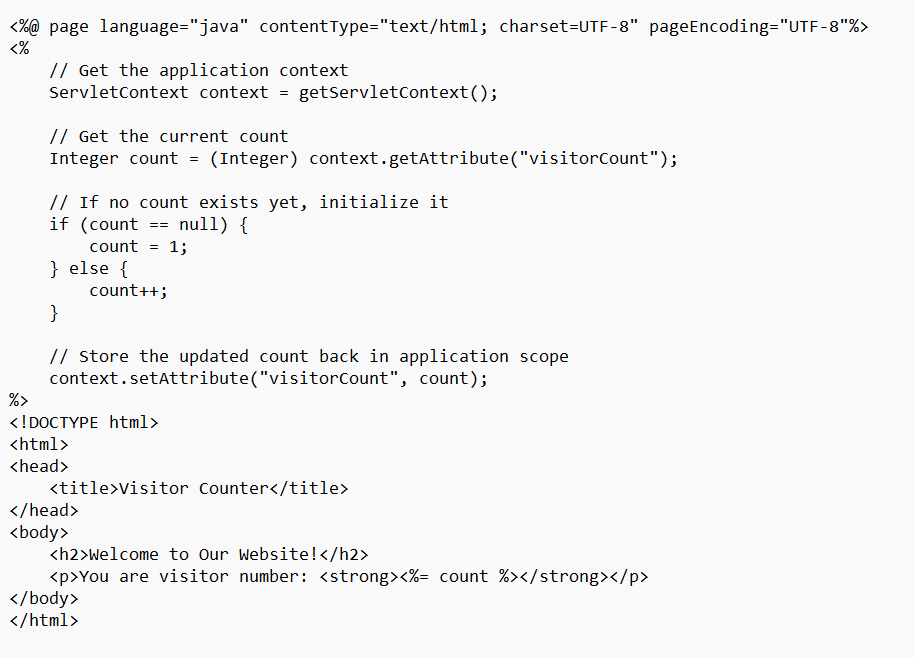 <%@ page language="java" contentType="text/html; charset=UTF-8" pageEncoding="UTF-8"%>
<%
    // Get the application context
    ServletContext context = getServletContext();

    // Get the current count
    Integer count = (Integer) context.getAttribute("visitorCount");

    // If no count exists yet, initialize it
    if (count == null) {
        count = 1;
    } else {
        count++;
    }

    // Store the updated count back in application scope
    context.setAttribute("visitorCount", count);
%>
<!DOCTYPE html>
<html>
<head>
    <title>Visitor Counter</title>
</head>
<body>
    <h2>Welcome to Our Website!</h2>
    <p>You are visitor number: <strong><%= count %></strong></p>
</body>
</html>